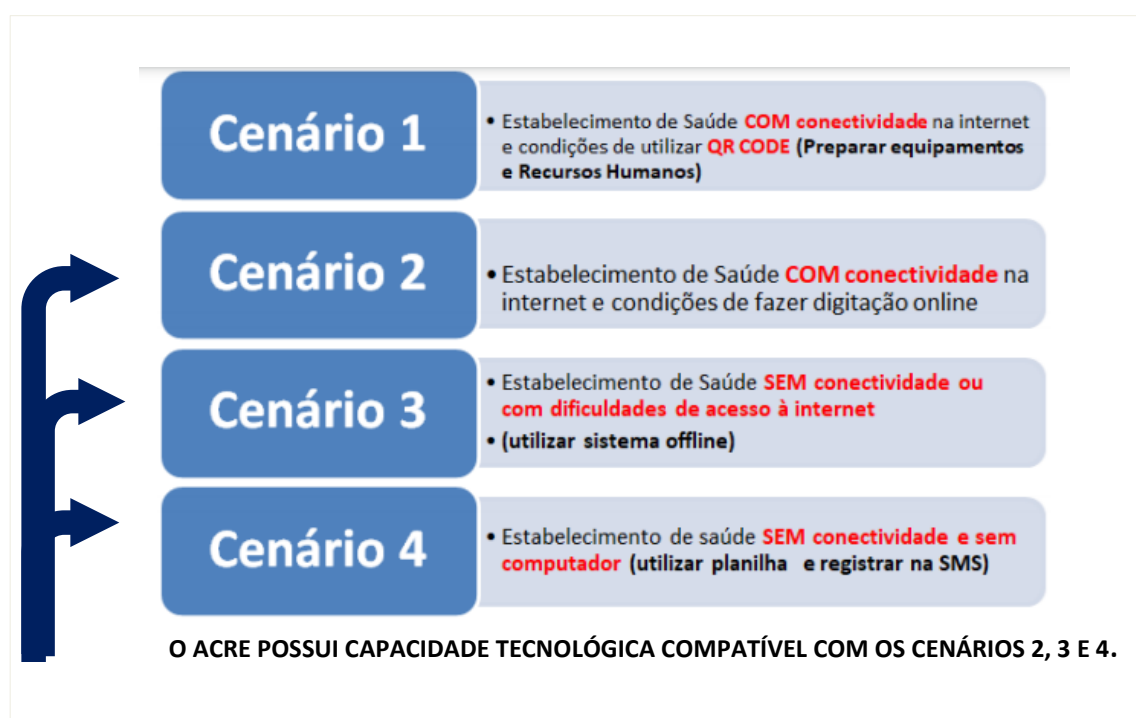 Cenário 1
• Estabelecimento de Saúde COM conectividade na internet
e condições de utilizar QR CODE (Preparar equipamentos
e Recursos Humanos)
Cenário 2
• Estabelecimento de Saúde COM conectividade na
internet e condições de fazer digitação online
Cenário 3
• Estabelecimento de Saúde SEM conectividade ou
com dificuldades de acesso à internet
• (utilizar sistema offline)
Cenário 4
• Estabelecimento de saúde SEM conectividade e sem
computador (utilizar planilha e registrar na SMS)
O ACRE POSSUI CAPACIDADE TECNOLÓGICA COMPATÍVEL COM OS CENÁRIOS 2, 3 E 4.